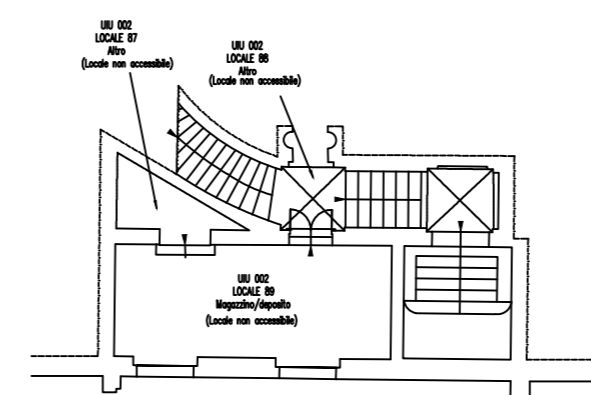 UIU 002
LOCALE 87
Altro
(Locale non accessibile)
UIU 002
LOCALE 88
Altro
(Locale non accessibile)
UIU 002
LOCALE 89
Magazzino/deposito
(Locale non accessibile)